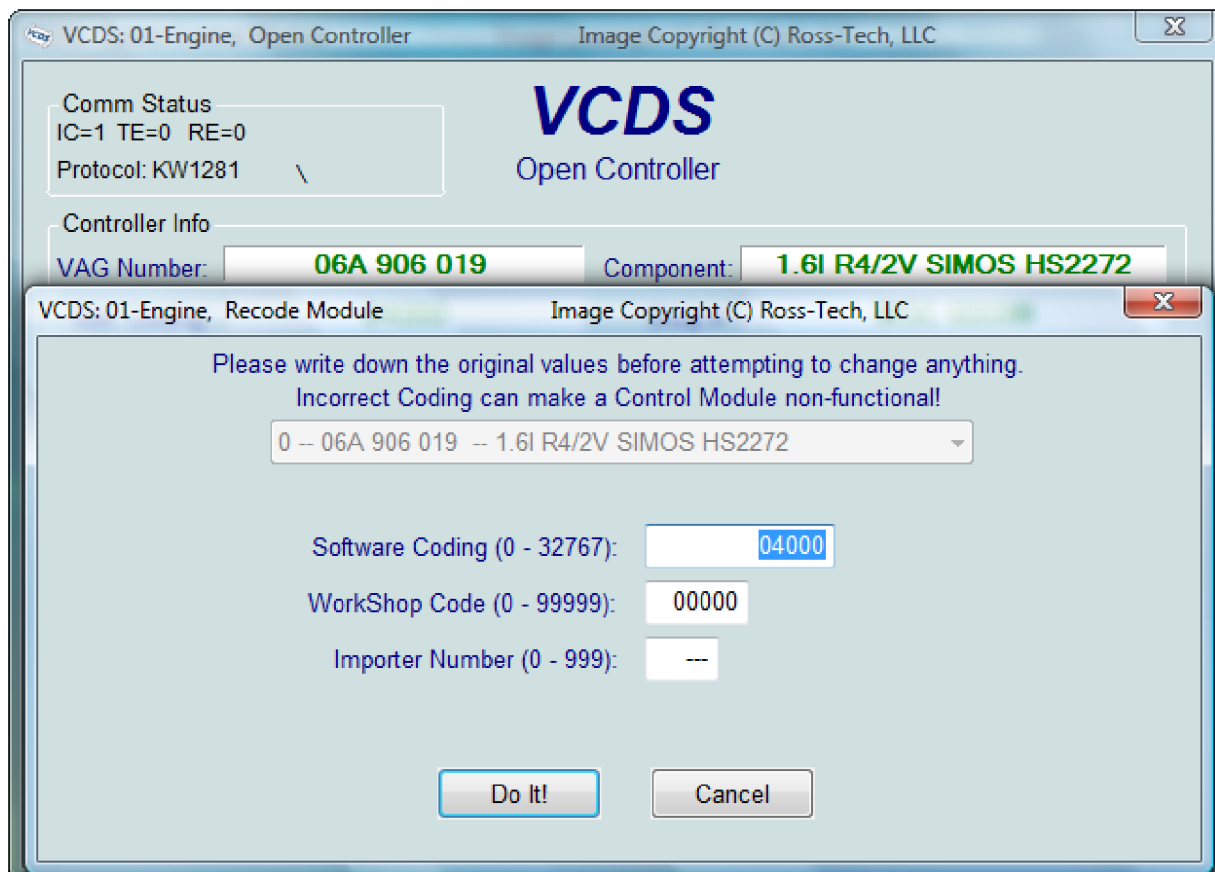 VCDS: 01-Engine, Open Controller Image Copyright (C) Ross-Tech, LLC
Comm Status
IC=1 TE=0 RE=0
Protocol: KW1281 \
VCDS
Open Controller
Controller Info
VAG Number: 06A 906 019 Component: 1.6l R4/2V SIMOS HS2272
VCDS: 01-Engine, Recode Module Image Copyright (C) Ross-Tech, LLC
Please write down the original values before attempting to change anything.
Incorrect Coding can make a Control Module non-functional!
0 -- 06A 906 019 -- 1.6l R4/2V SIMOS HS2272
Software Coding (0 - 32767): 04000
WorkShop Code (0 - 99999): 00000
Importer Number (0 - 999): ---
Do It! Cancel